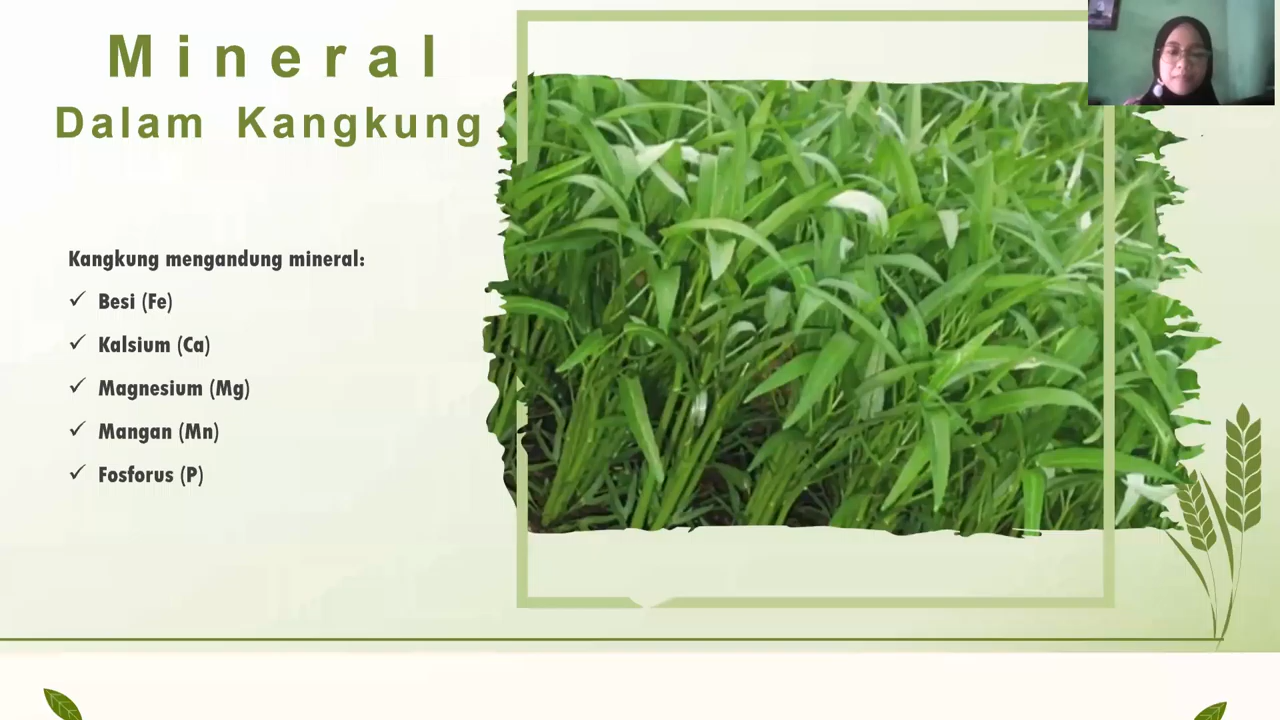 Mineral
Dalam Kangkung
Kangkung mengandung mineral:
✓ Besi (Fe)
✓ Kalsium (Ca)
✓ Magnesium (Mg)
✓ Mangan (Mn)
✓ Fosforus (P)